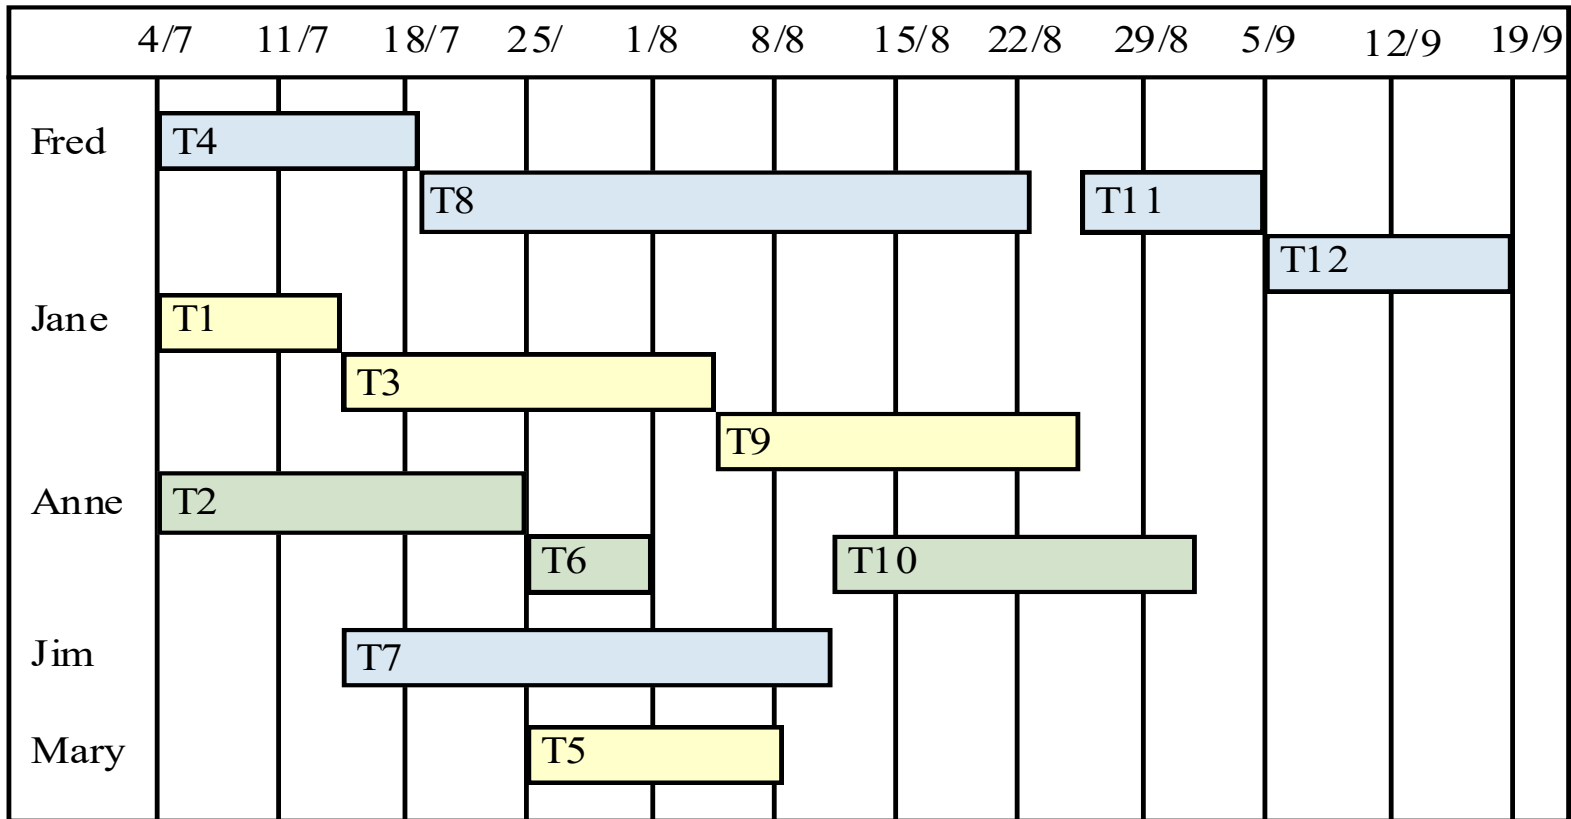 4/7 11/7 18/7 25/ 1/8 8/8 15/8 22/8 29/8 5/9 12/9 19/9
Fred T4
T8 T11
T12
Jane T1
T3
T9
Anne T2
T6 T10
Jim T7
Mary T5